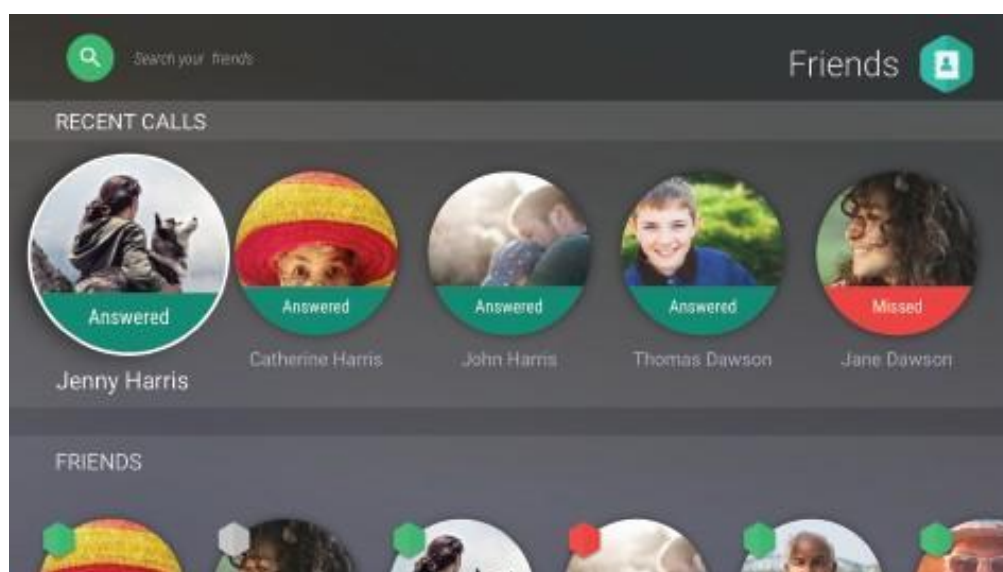 Search your friends
Friends
RECENT CALLS
Answered
Answered
Answered
Answered
Missed
Jenny Harris
Catherine Harris
John Harris
Thomas Dawson
Jane Dawson
FRIENDS